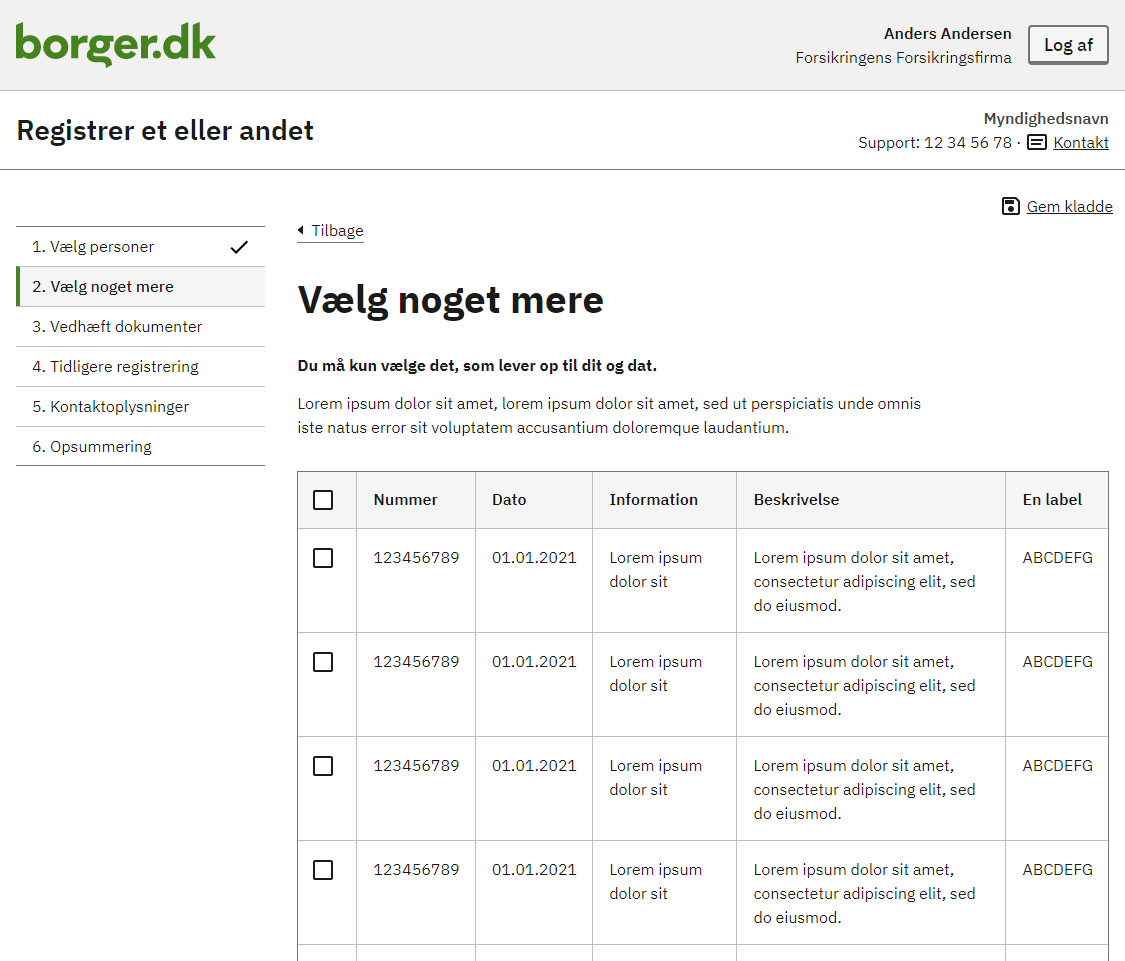 borger.dk
Anders Andersen
Forsikringens Forsikringsfirma
Log af
Registrer et eller andet
Myndighedsnavn
Support: 12 34 56 78 · Kontakt
Gem kladde
1. Vælg personer
2. Vælg noget mere
3. Vedhæft dokumenter
4. Tidligere registrering
5. Kontaktoplysninger
6. Opsummering
Tilbage
Vælg noget mere
Du må kun vælge det, som lever op til dit og dat.
Lorem ipsum dolor sit amet, lorem ipsum dolor sit amet, sed ut perspiciatis unde omnis
iste natus error sit voluptatem accusantium doloremque laudantium.
Nummer Dato Information Beskrivelse En label
123456789 01.01.2021 Lorem ipsum Lorem ipsum dolor sit amet, ABCDEFG
dolor sit consectetur adipiscing elit, sed
do eiusmod.
123456789 01.01.2021 Lorem ipsum Lorem ipsum dolor sit amet, ABCDEFG
dolor sit consectetur adipiscing elit, sed
do eiusmod.
123456789 01.01.2021 Lorem ipsum Lorem ipsum dolor sit amet, ABCDEFG
dolor sit consectetur adipiscing elit, sed
do eiusmod.
123456789 01.01.2021 Lorem ipsum Lorem ipsum dolor sit amet, ABCDEFG
dolor sit consectetur adipiscing elit, sed
do eiusmod.